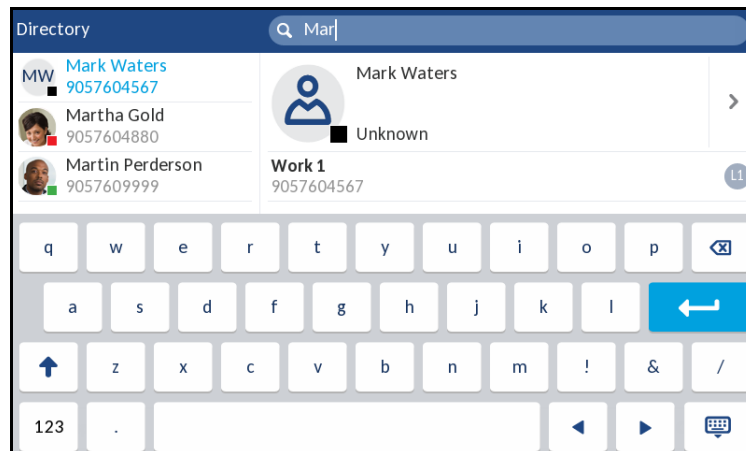 Directory
Mar
MW
Mark Waters
9057604567
Martha Gold
9057604880
Martin Perderson
9057609999
Mark Waters
Unknown
Work 1
9057604567
L1
q w e r t y u i o p
a s d f g h j k l
z x c v b n m ! & /
123 .